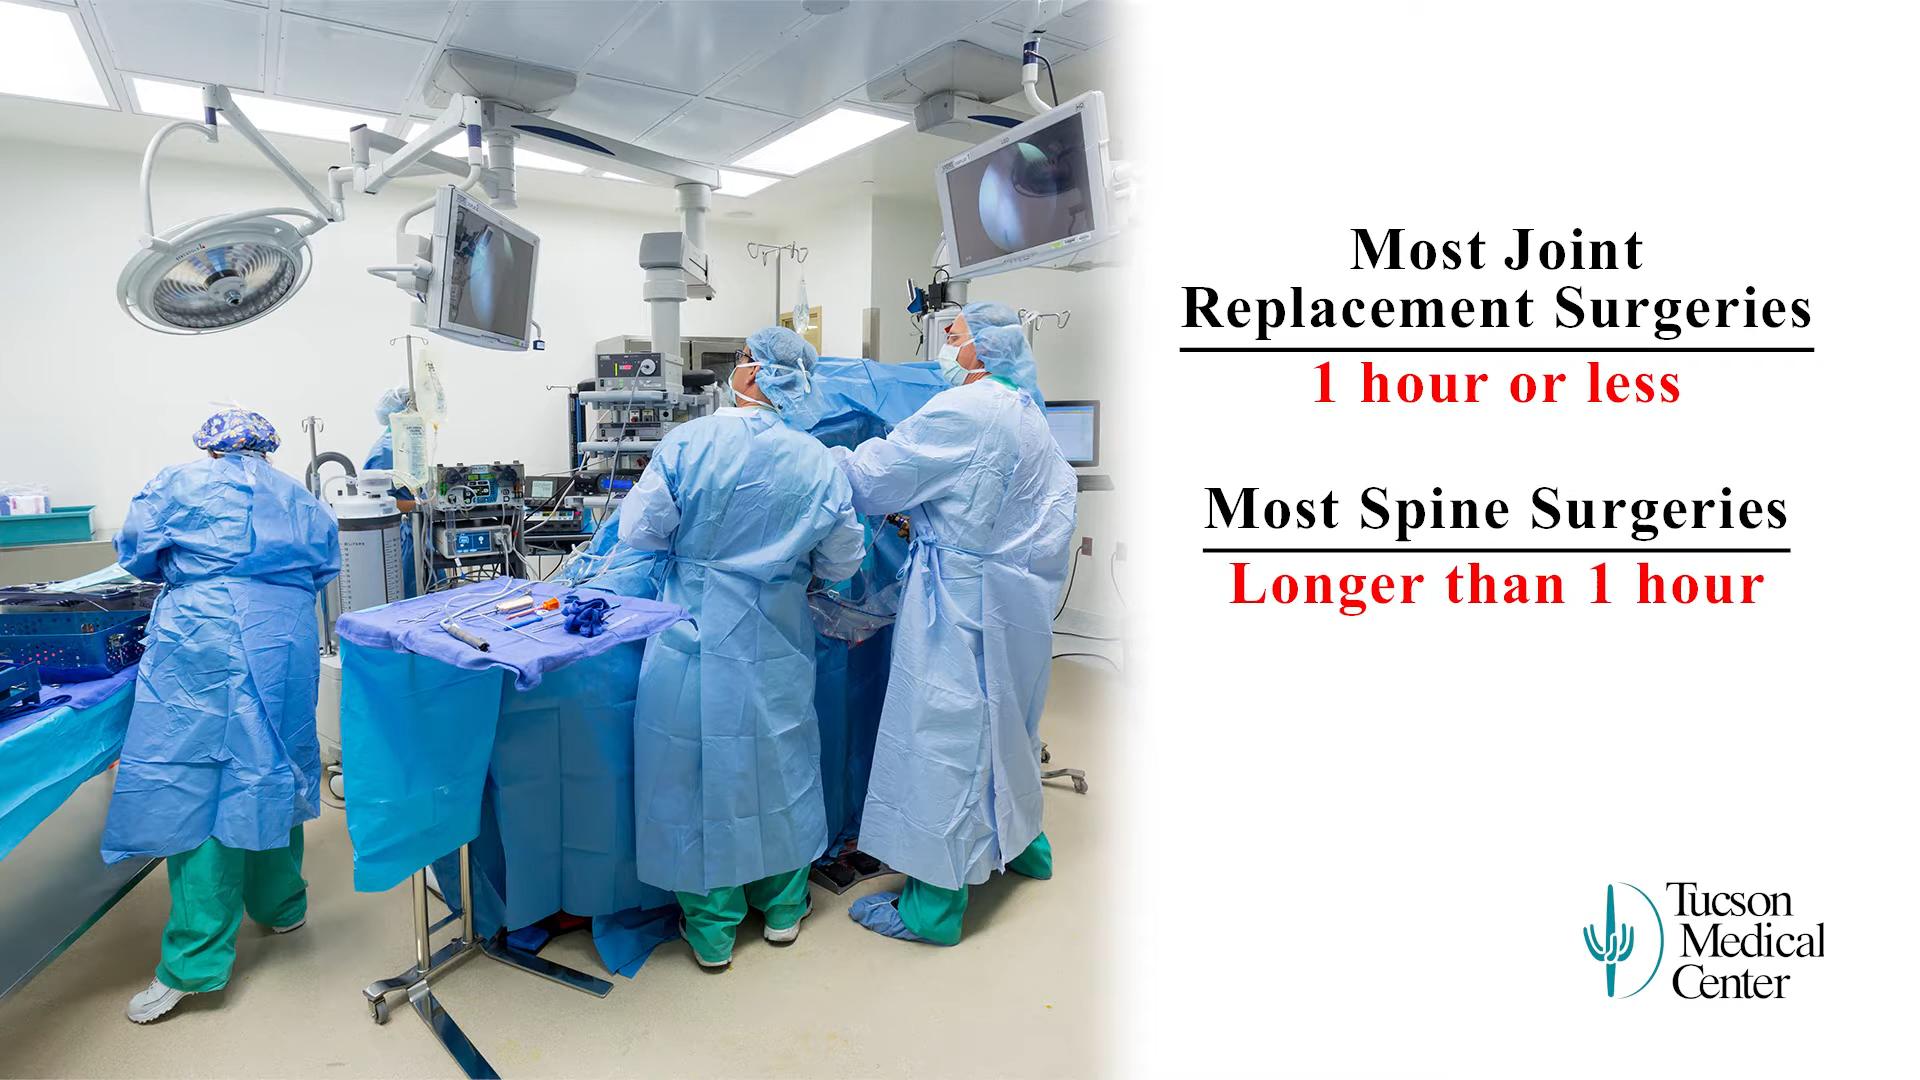 Most Joint
Replacement Surgeries
1 hour or less
Most Spine Surgeries
Longer than 1 hour
Tucson
Medical
Center